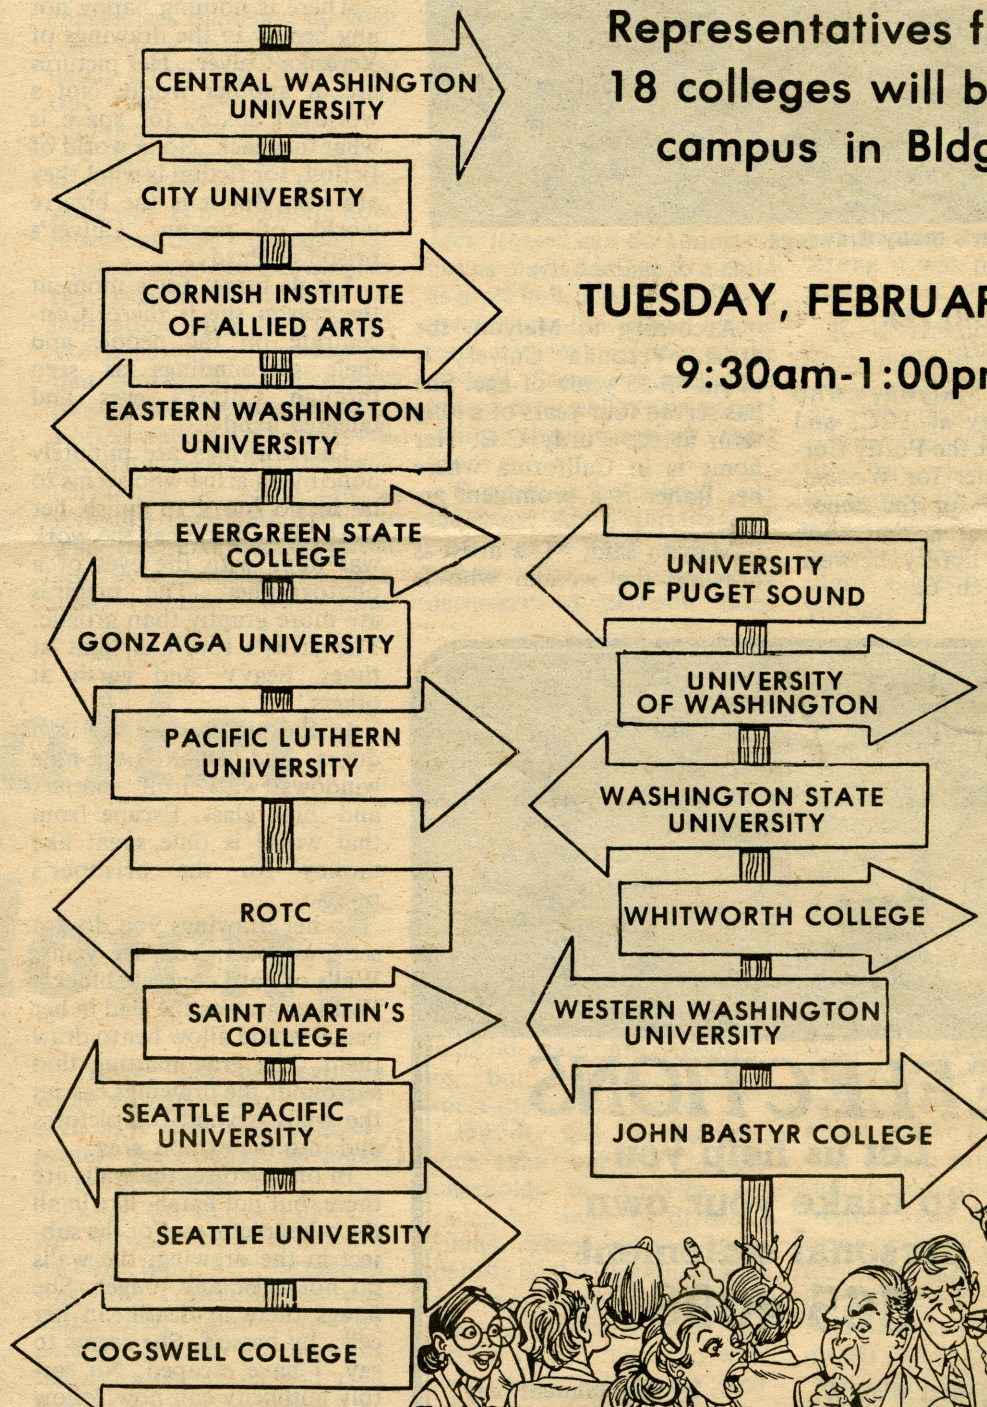 Representatives f
18 colleges will b
campus in Bldg
TUESDAY, FEBRUAR
9:30am-1:00pm
CENTRAL WASHINGTON
UNIVERSITY
CITY UNIVERSITY
CORNISH INSTITUTE
OF ALLIED ARTS
EASTERN WASHINGTON
UNIVERSITY
EVERGREEN STATE
COLLEGE
GONZAGA UNIVERSITY
PACIFIC LUTHERN
UNIVERSITY
ROTC
SAINT MARTIN'S
COLLEGE
SEATTLE PACIFIC
UNIVERSITY
SEATTLE UNIVERSITY
COGSWELL COLLEGE
UNIVERSITY
OF PUGET SOUND
UNIVERSITY
OF WASHINGTON
WASHINGTON STATE
UNIVERSITY
WHITWORTH COLLEGE
WESTERN WASHINGTON
UNIVERSITY
JOHN BASTYR COLLEGE